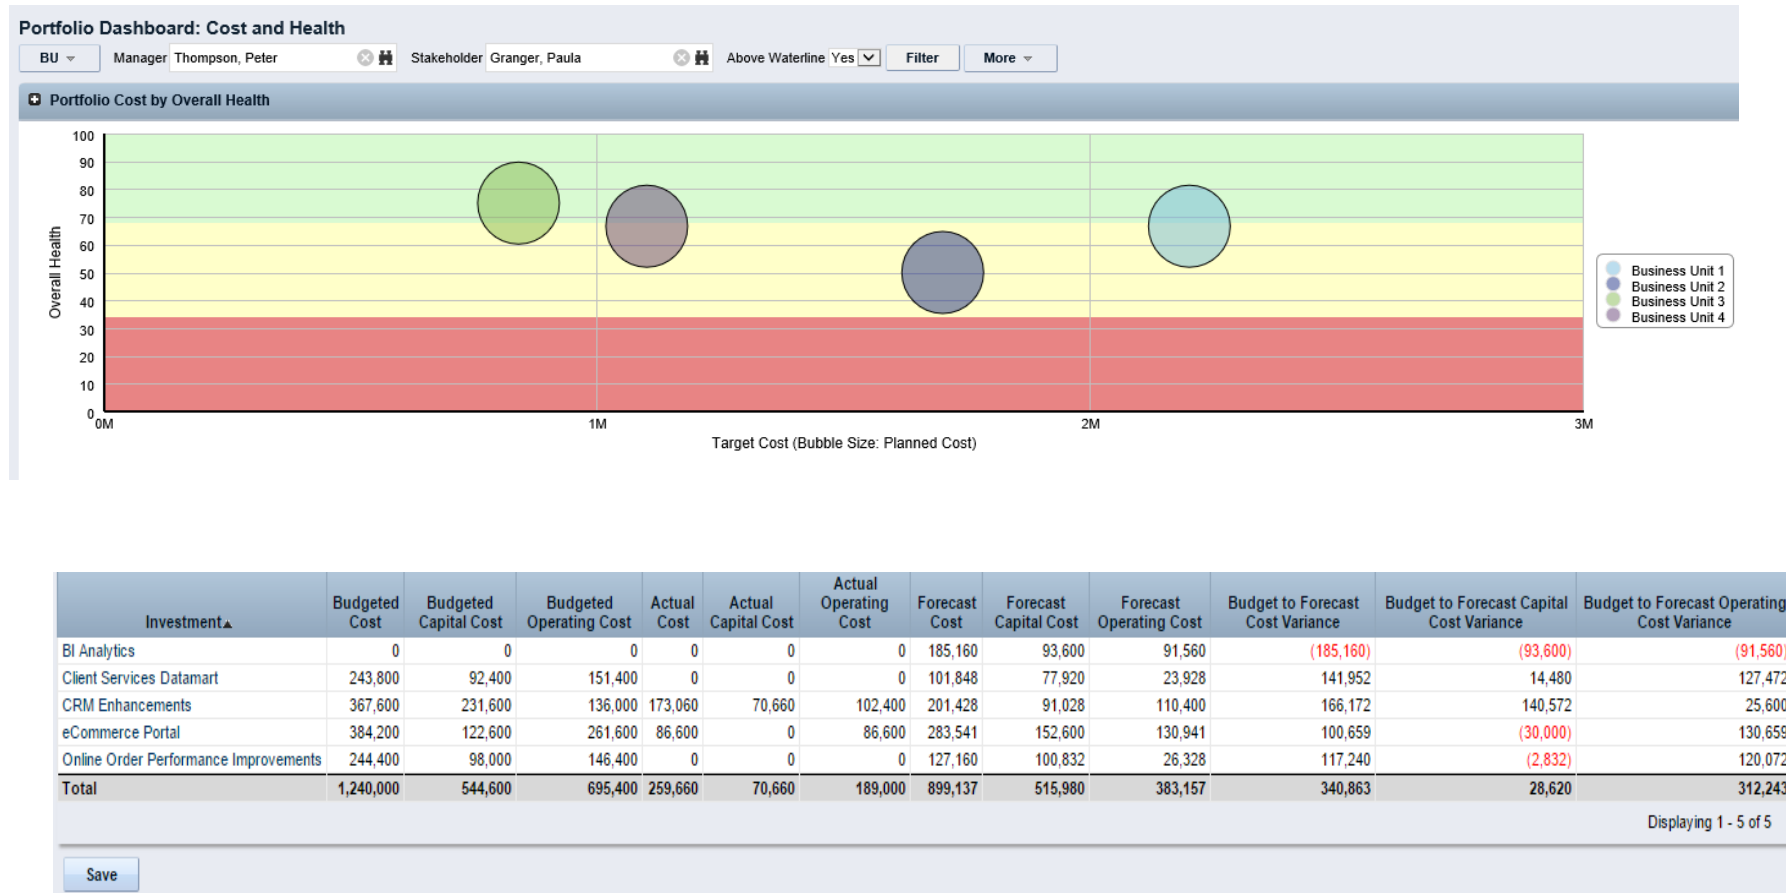 Portfolio Dashboard: Cost and Health
BU Manager Thompson, Peter Stakeholder Granger, Paula Above Waterline Yes Filter More
Portfolio Cost by Overall Health
100
90
80
70
60
50
40
30
20
10
0
Overall Health
0M 1M 2M 3M
Target Cost (Bubble Size: Planned Cost)
Business Unit 1
Business Unit 2
Business Unit 3
Business Unit 4
Investment Budgeted Cost Budgeted Capital Cost Budgeted Operating Cost Actual Cost Actual Capital Cost Actual Operating Cost Forecast Cost Forecast Capital Cost Forecast Operating Cost Budget to Forecast Cost Variance Budget to Forecast Capital Cost Variance Budget to Forecast Operating Cost Variance
BI Analytics 0 0 0 0 0 0 185,160 93,600 91,560 (185,160) (93,600) (91,560)
Client Services Datamart 243,800 92,400 151,400 0 0 0 101,848 77,920 23,928 141,952 14,480 127,472
CRM Enhancements 367,600 231,600 136,000 173,060 70,660 102,400 201,428 91,028 110,400 166,172 140,572 25,600
eCommerce Portal 384,200 122,600 261,600 86,600 0 86,600 283,541 152,600 130,941 100,659 (30,000) 130,659
Online Order Performance Improvements 244,400 98,000 146,400 0 0 0 127,160 100,832 26,328 117,240 (2,832) 120,072
Total 1,240,000 544,600 695,400 259,660 70,660 189,000 899,137 515,980 383,157 340,863 28,620 312,243
Displaying 1 - 5 of 5
Save